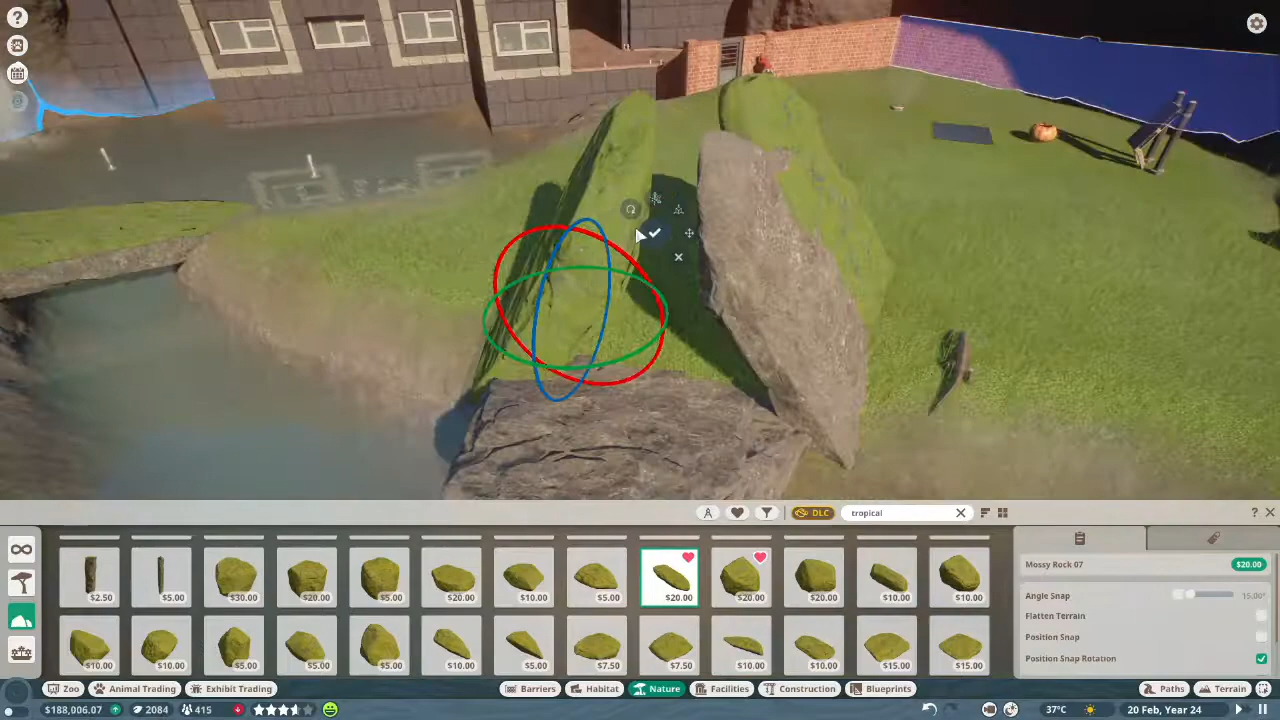 ?
DLC
tropical
?
$2.50
$5.00
$30.00
$20.00
$5.00
$20.00
$10.00
$5.00
$20.00
$20.00
$20.00
$10.00
$10.00
$10.00
$10.00
$5.00
$5.00
$5.00
$10.00
$5.00
$7.50
$7.50
$10.00
$10.00
$15.00
$15.00
Mossy Rock 07
$20.00
Angle Snap
15.00°
Flatten Terrain
Position Snap
Position Snap Rotation
Zoo
Animal Trading
Exhibit Trading
Barriers
Habitat
Nature
Facilities
Construction
Blueprints
Paths
Terrain
$188,006.07
2084
415
37°C
20 Feb, Year 24